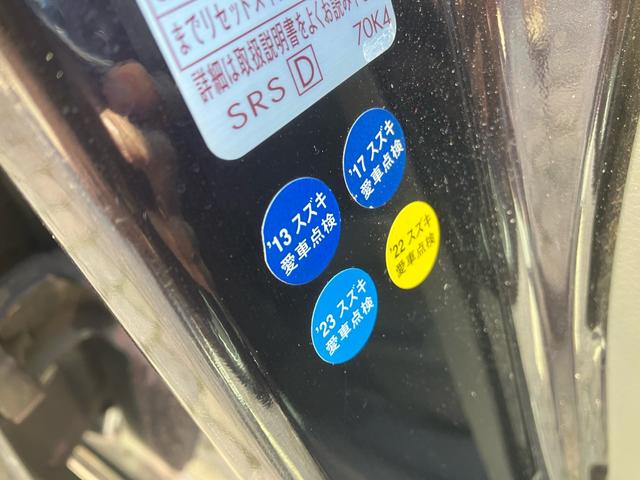 までリセットス
詳細は取扱説明書をよくお読み下
SRS D
70K4
'17 スズキ
愛車点検
'13 スズキ
愛車点検
'22 スズキ
愛車点検
'23 スズキ
愛車点検